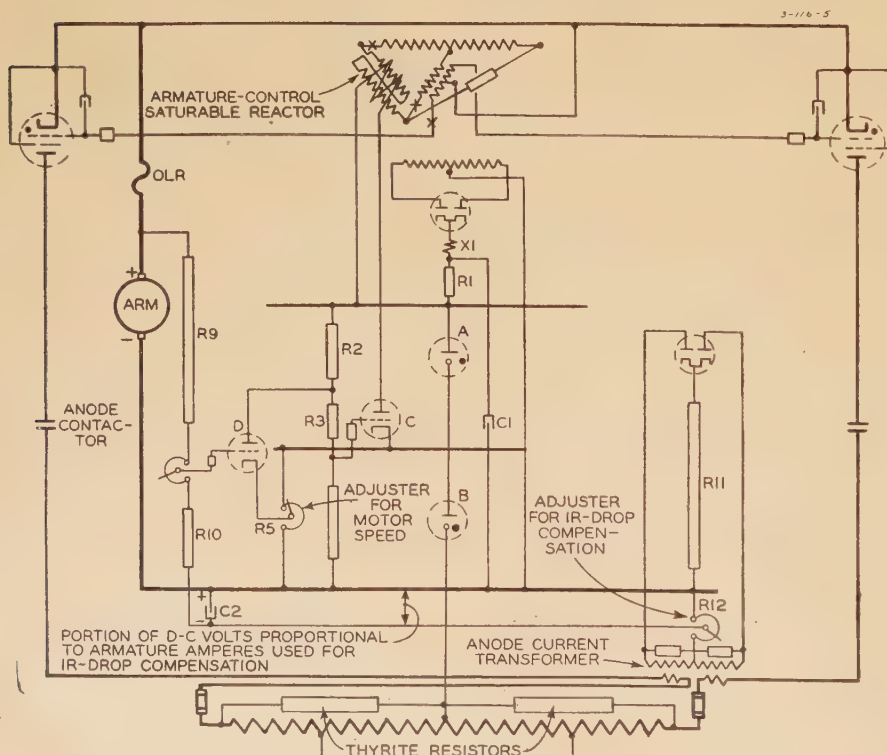 3-116-5
ARMATURE-CONTROL
SATURABLE REACTOR
OLR
X1
R1
ARM
+
-
R9
R2
A
ANODE
CONTAC-
TOR
D
R3
C
C1
R11
B
R10
R5
ADJUSTER
FOR
MOTOR
SPEED
ADJUSTER
FOR IR-DROP
COMPEN-
SATION
+
-
C2
R12
PORTION OF D-C VOLTS PROPORTIONAL
TO ARMATURE AMPERES USED FOR
IR-DROP COMPENSATION
ANODE CURRENT
TRANSFORMER
THYRITE RESISTORS